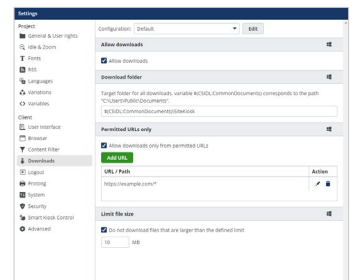 Settings
Project
General & User rights
Idle & Zoom
Fonts
RSS
Languages
Variations
Variables
Client
User Interface
Browser
Content Filter
Downloads
Logout
Printing
System
Security
Smart Kiosk Control
Advanced
Configuration: Default Edit
Allow downloads
Allow downloads
Download folder
Target folder for all downloads. variable $(CSIDL:CommonDocuments) corresponds to the path
"C:\Users\Public\Documents".
$(CSIDL:CommonDocuments)\SiteKiosk
Permitted URLs only
Allow downloads only from permitted URLs
Add URL
URL / Path Action
https://example.com/*
Limit file size
Do not download files that are larger than the defined limit
10 MB